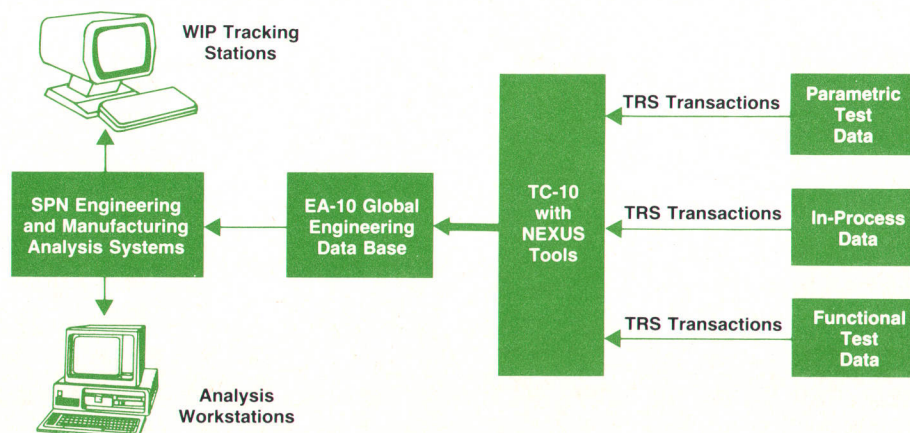 WIP Tracking
Stations
SPN Engineering
and Manufacturing
Analysis Systems
Analysis
Workstations
EA-10 Global
Engineering
Data Base
TC-10
with
NEXUS
Tools
TRS Transactions
TRS Transactions
TRS Transactions
Parametric
Test
Data
In-Process
Data
Functional
Test
Data